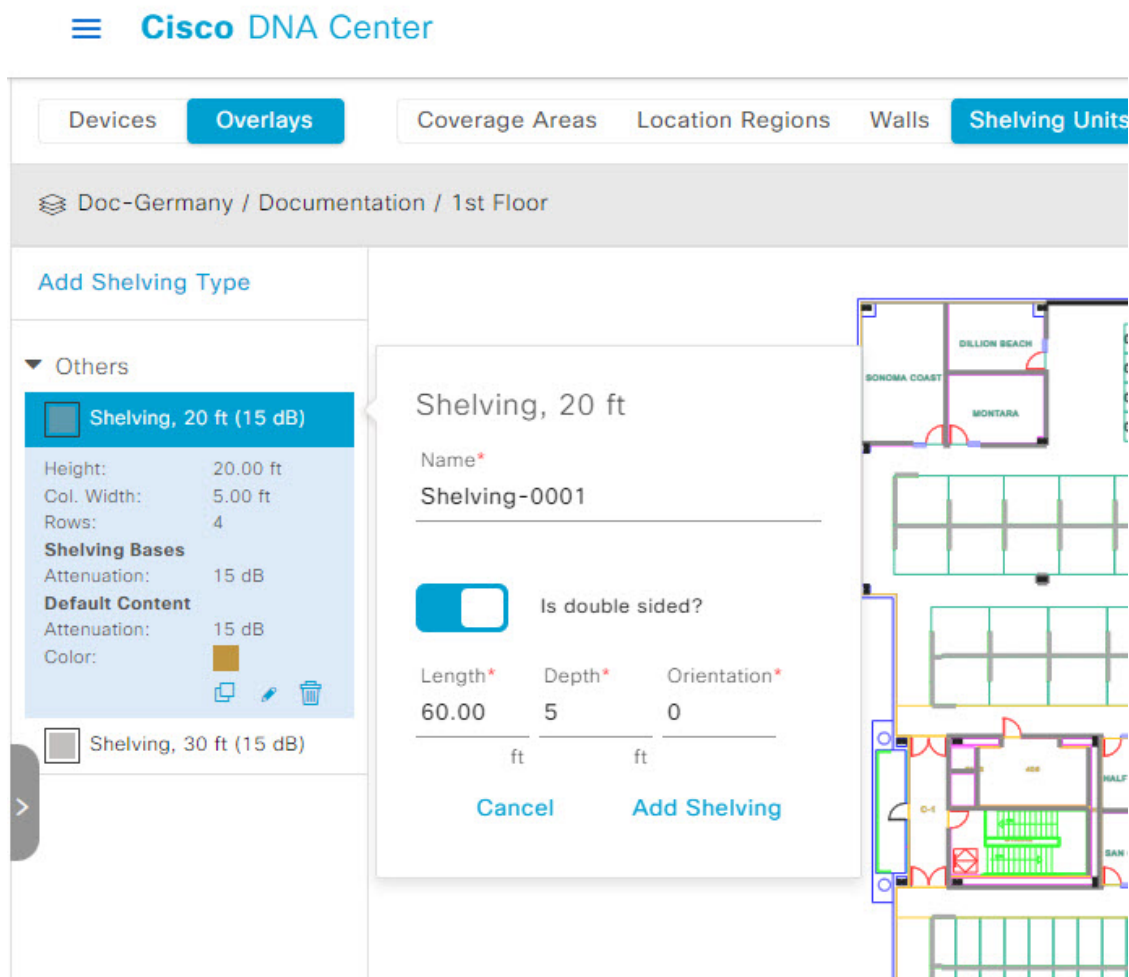 Cisco DNA Center
Devices Overlays Coverage Areas Location Regions Walls Shelving Units
Doc-Germany / Documentation / 1st Floor
Add Shelving Type
Others
Shelving, 20 ft (15 dB)
Height: 20.00 ft
Col. Width: 5.00 ft
Rows: 4
Shelving Bases
Attenuation: 15 dB
Default Content
Attenuation: 15 dB
Color:
Shelving, 30 ft (15 dB)
Shelving, 20 ft
Name*
Shelving-0001
Is double sided?
Length* Depth* Orientation*
60.00 5 0
ft ft
Cancel Add Shelving
DILLION BEACH
SONOMA COAST
MONTARA
C-1
HALF
SAN